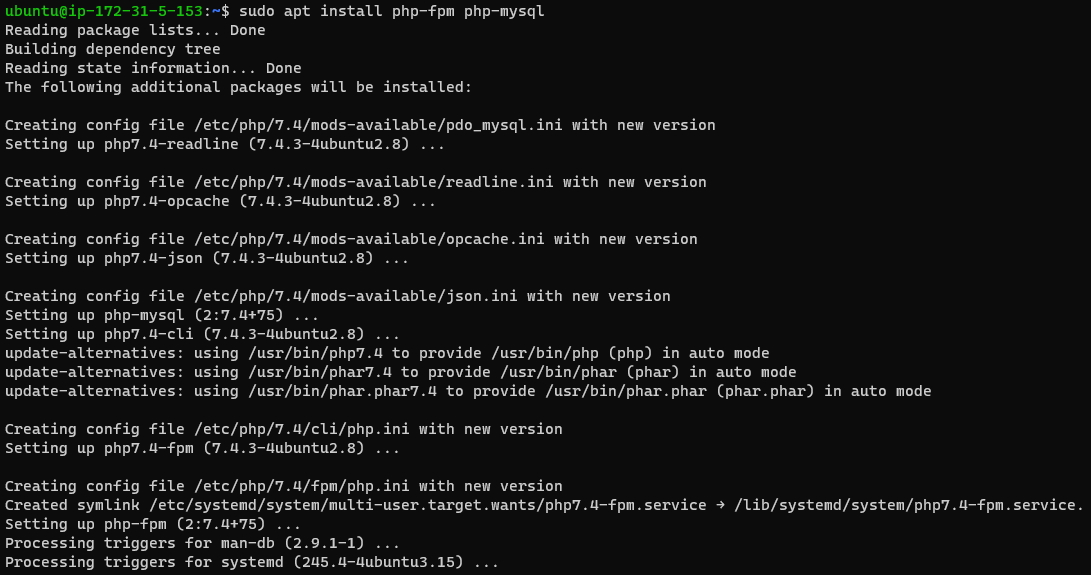 ubuntu@ip-172-31-5-153:~$ sudo apt install php-fpm php-mysql
Reading package lists... Done
Building dependency tree
Reading state information... Done
The following additional packages will be installed:
Creating config file /etc/php/7.4/mods-available/pdo_mysql.ini with new version
Setting up php7.4-readline (7.4.3-4ubuntu2.8) ...
Creating config file /etc/php/7.4/mods-available/readline.ini with new version
Setting up php7.4-opcache (7.4.3-4ubuntu2.8) ...
Creating config file /etc/php/7.4/mods-available/opcache.ini with new version
Setting up php7.4-json (7.4.3-4ubuntu2.8) ...
Creating config file /etc/php/7.4/mods-available/json.ini with new version
Setting up php-mysql (2:7.4+75) ...
Setting up php7.4-cli (7.4.3-4ubuntu2.8) ...
update-alternatives: using /usr/bin/php7.4 to provide /usr/bin/php (php) in auto mode
update-alternatives: using /usr/bin/phar7.4 to provide /usr/bin/phar (phar) in auto mode
update-alternatives: using /usr/bin/phar.phar7.4 to provide /usr/bin/phar.phar (phar.phar) in auto mode
Creating config file /etc/php/7.4/cli/php.ini with new version
Setting up php7.4-fpm (7.4.3-4ubuntu2.8) ...
Creating config file /etc/php/7.4/fpm/php.ini with new version
Created symlink /etc/systemd/system/multi-user.target.wants/php7.4-fpm.service → /lib/systemd/system/php7.4-fpm.service.
Setting up php-fpm (2:7.4+75) ...
Processing triggers for man-db (2.9.1-1) ...
Processing triggers for systemd (245.4-4ubuntu3.15) ...